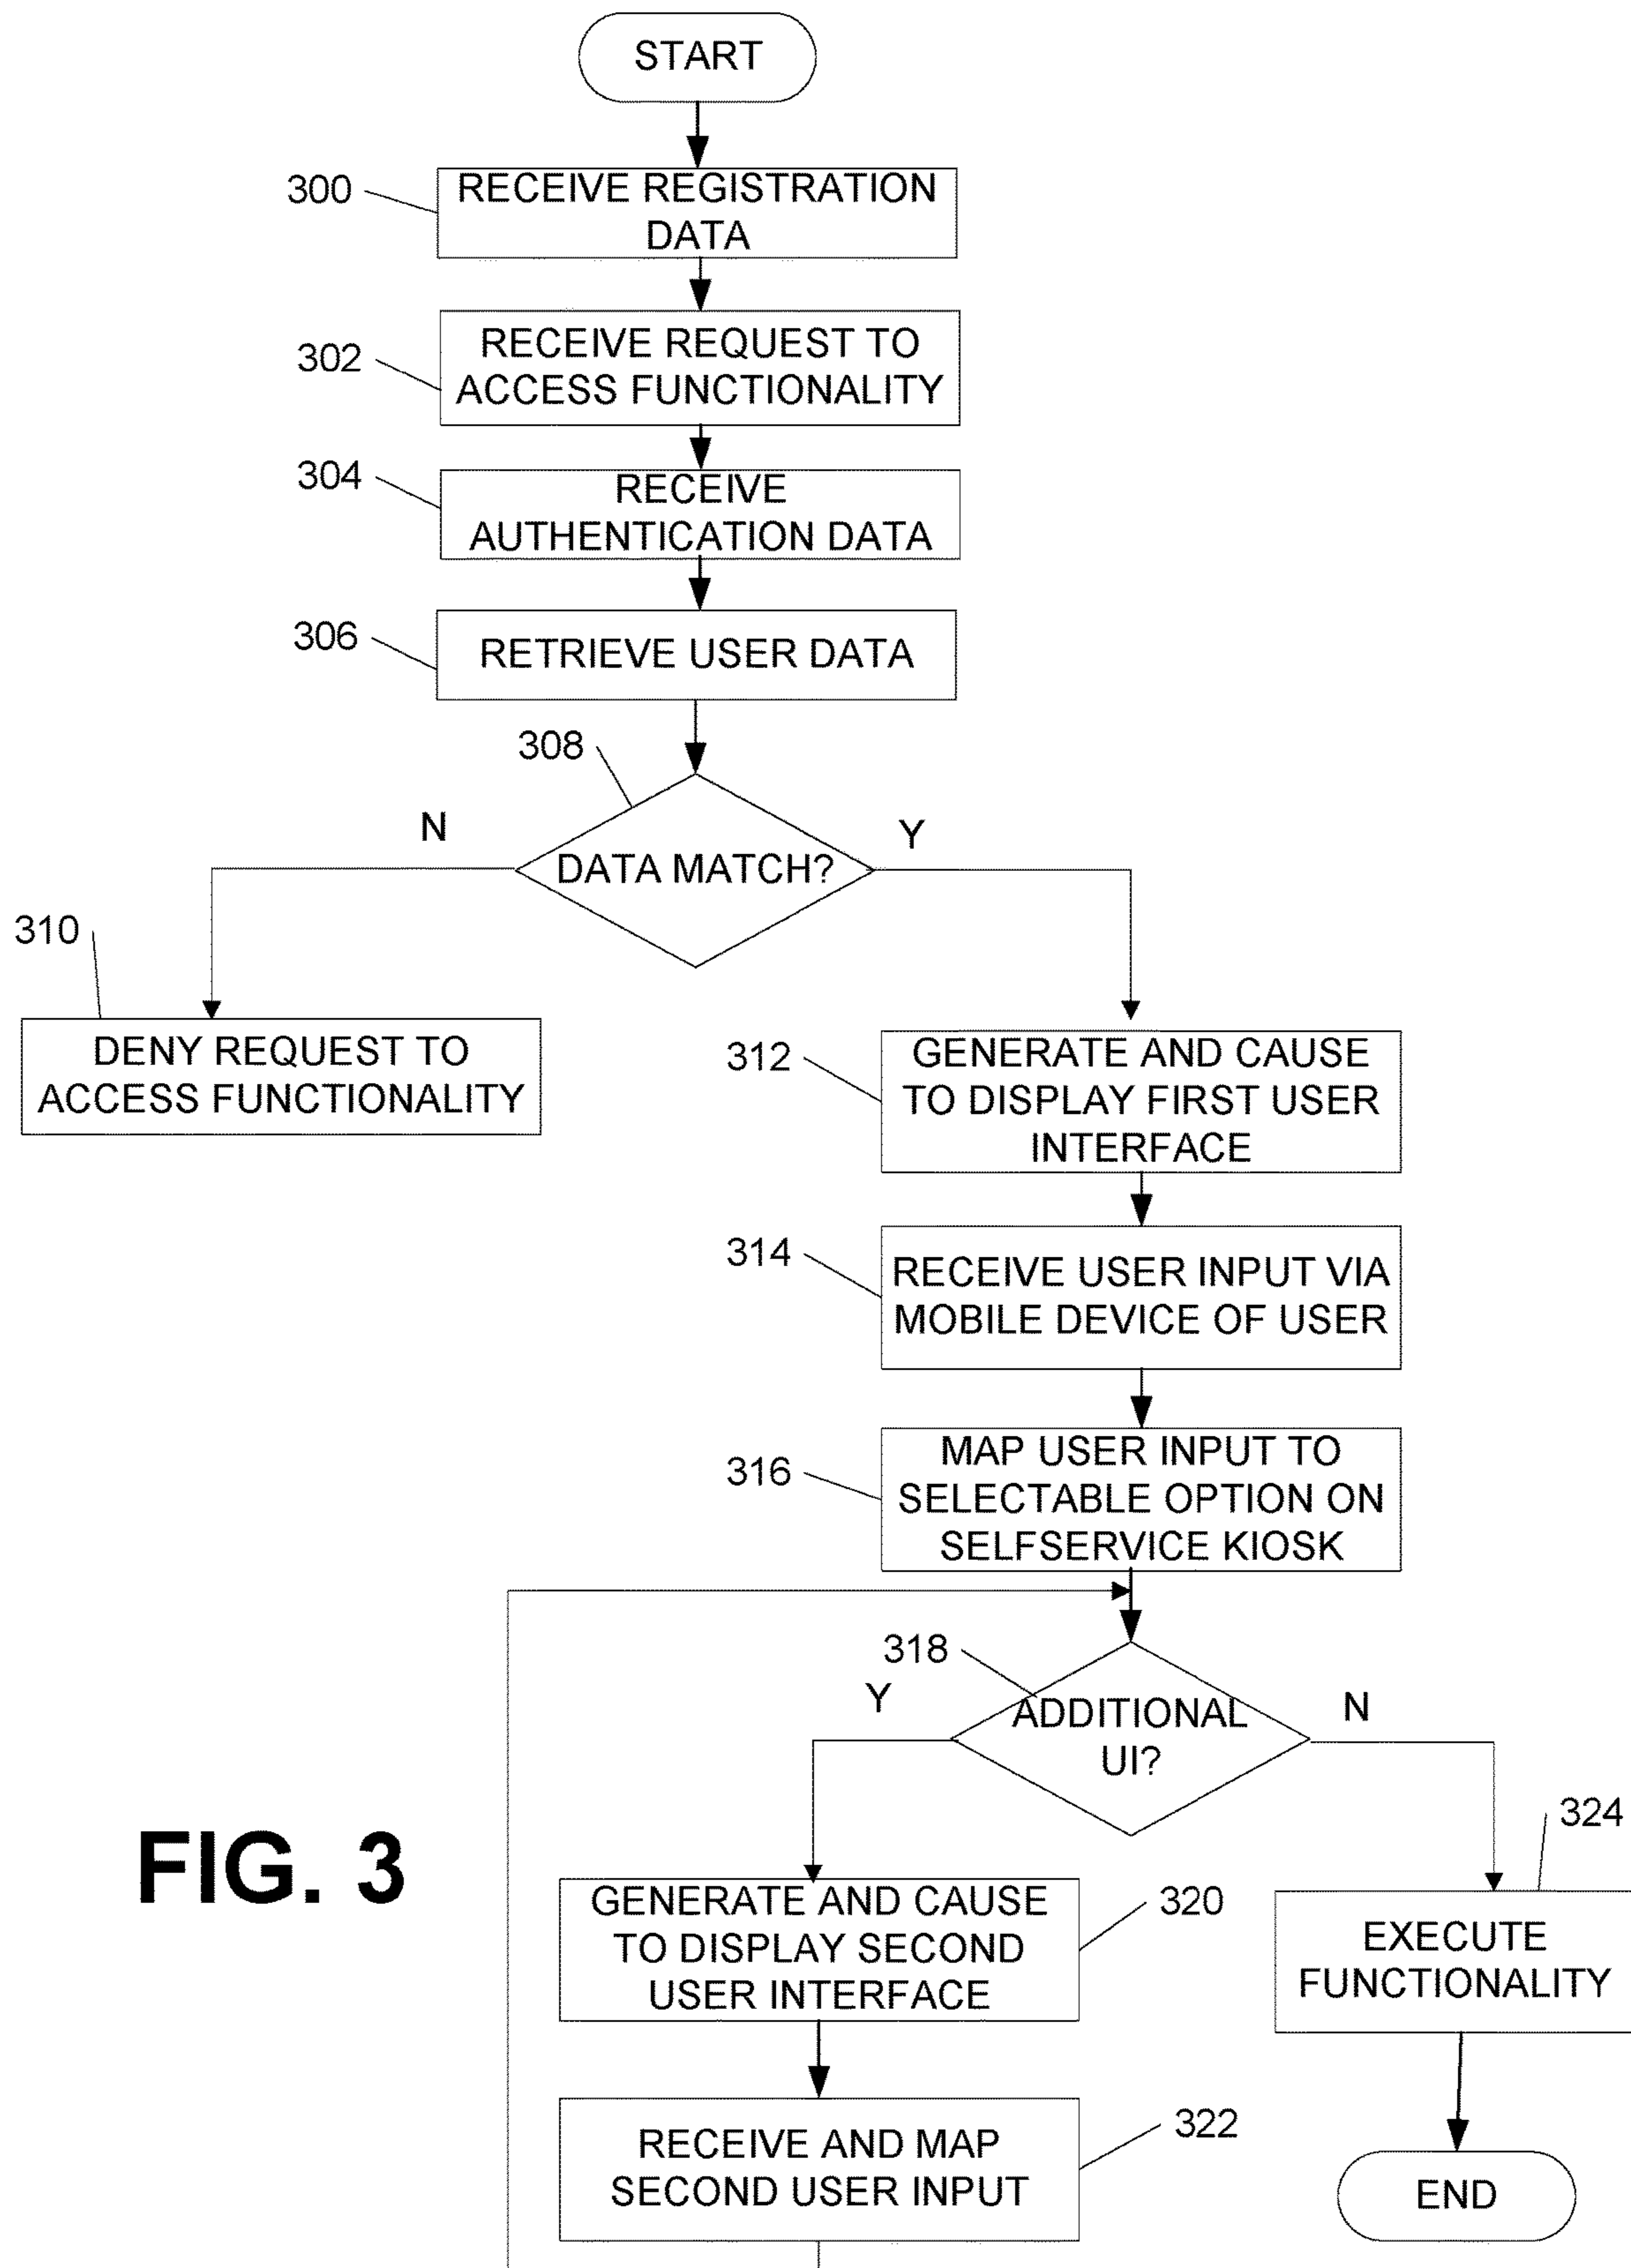 START
300
RECEIVE REGISTRATION
DATA
302
RECEIVE REQUEST TO
ACCESS FUNCTIONALITY
304
RECEIVE
AUTHENTICATION DATA
306
RETRIEVE USER DATA
308
N
Y
DATA MATCH?
310
DENY REQUEST TO
ACCESS FUNCTIONALITY
312
GENERATE AND CAUSE
TO DISPLAY FIRST USER
INTERFACE
314
RECEIVE USER INPUT VIA
MOBILE DEVICE OF USER
316
MAP USER INPUT TO
SELECTABLE OPTION ON
SELFSERVICE KIOSK
318
Y
N
ADDITIONAL
UI?
FIG. 3
320
GENERATE AND CAUSE
TO DISPLAY SECOND
USER INTERFACE
324
EXECUTE
FUNCTIONALITY
322
RECEIVE AND MAP
SECOND USER INPUT
END